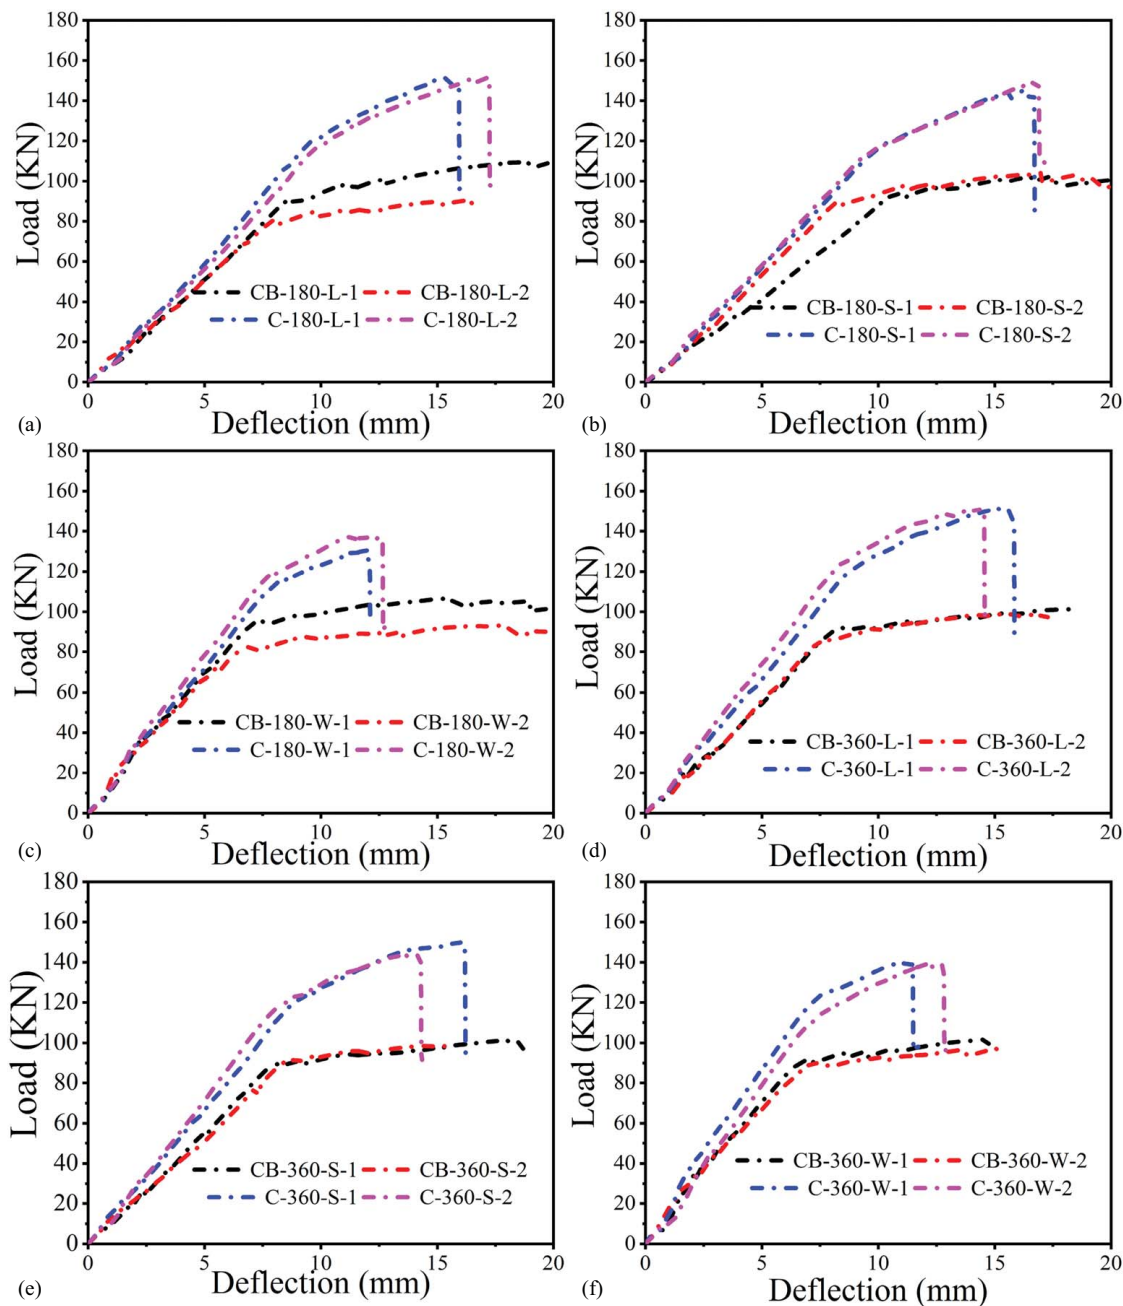 180
160
140
120
100
80
60
40
20
0
Load (KN)
CB-180-L-1 CB-180-L-2
C-180-L-1 C-180-L-2
0 5 10 15 20
(a) Deflection (mm)
180
160
140
120
100
80
60
40
20
0
Load (KN)
CB-180-S-1 CB-180-S-2
C-180-S-1 C-180-S-2
0 5 10 15 20
(b) Deflection (mm)
180
160
140
120
100
80
60
40
20
0
Load (KN)
CB-180-W-1 CB-180-W-2
C-180-W-1 C-180-W-2
0 5 10 15 20
(c) Deflection (mm)
180
160
140
120
100
80
60
40
20
0
Load (KN)
CB-360-L-1 CB-360-L-2
C-360-L-1 C-360-L-2
0 5 10 15 20
(d) Deflection (mm)
180
160
140
120
100
80
60
40
20
0
Load (KN)
CB-360-S-1 CB-360-S-2
C-360-S-1 C-360-S-2
0 5 10 15 20
(e) Deflection (mm)
180
160
140
120
100
80
60
40
20
0
Load (KN)
CB-360-W-1 CB-360-W-2
C-360-W-1 C-360-W-2
0 5 10 15 20
(f) Deflection (mm)